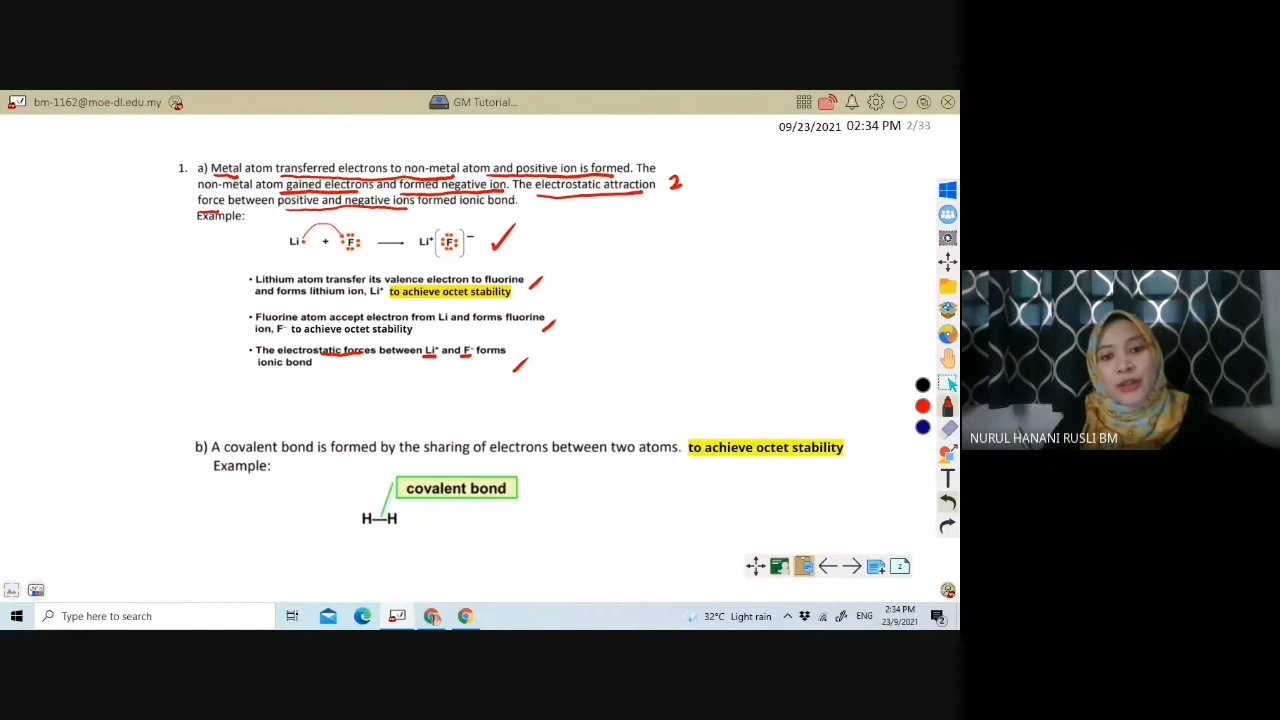 bm-1162@moe-dl.edu.my
GM Tutorial...
09/23/2021 02:34 PM 2/33
1. a) Metal atom transferred electrons to non-metal atom and positive ion is formed. The
non-metal atom gained electrons and formed negative ion. The electrostatic attraction
2
force between positive and negative ions formed ionic bond.
Example:
Li + F → Li⁺ [F]⁻
• Lithium atom transfer its valence electron to fluorine
and forms lithium ion, Li⁺ to achieve octet stability
• Fluorine atom accept electron from Li and forms fluorine
ion, F⁻ to achieve octet stability
• The electrostatic forces between Li⁺ and F⁻ forms
ionic bond
b) A covalent bond is formed by the sharing of electrons between two atoms. to achieve octet stability
Example:
covalent bond
H—H
NURUL HANANI RUSLI BM
T
2
Type here to search
32°C Light rain
ENG
2:34 PM
23/9/2021
2